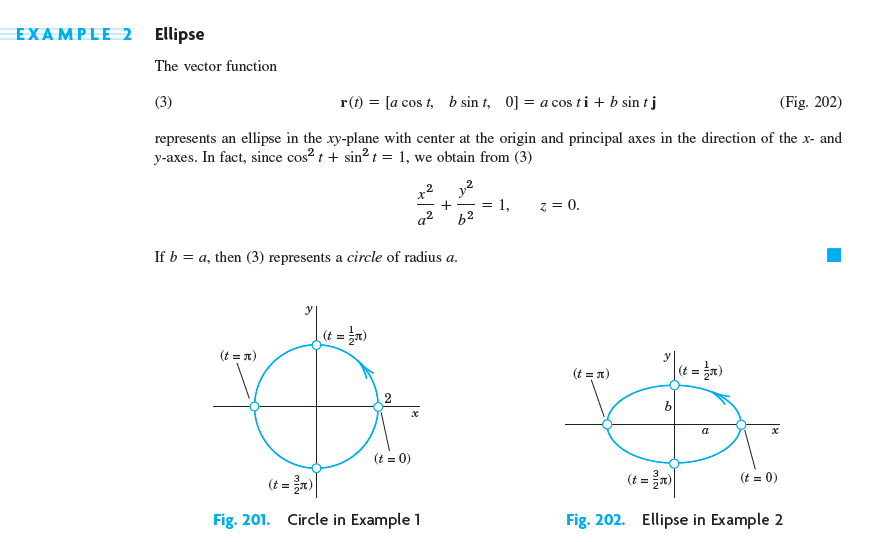 EXAMPLE 2 Ellipse
The vector function
(3) r(t) = [a cos t, b sin t, 0] = a cos t i + b sin t j (Fig. 202)
represents an ellipse in the xy-plane with center at the origin and principal axes in the direction of the x- and
y-axes. In fact, since cos² t + sin² t = 1, we obtain from (3)
x²/a² + y²/b² = 1, z = 0.
If b = a, then (3) represents a circle of radius a.
y
(t = ½π)
(t = π)
2
x
(t = 0)
(t = 3/2π)
Fig. 201. Circle in Example 1
y
(t = ½π)
(t = π)
b
a
x
(t = 3/2π)
(t = 0)
Fig. 202. Ellipse in Example 2